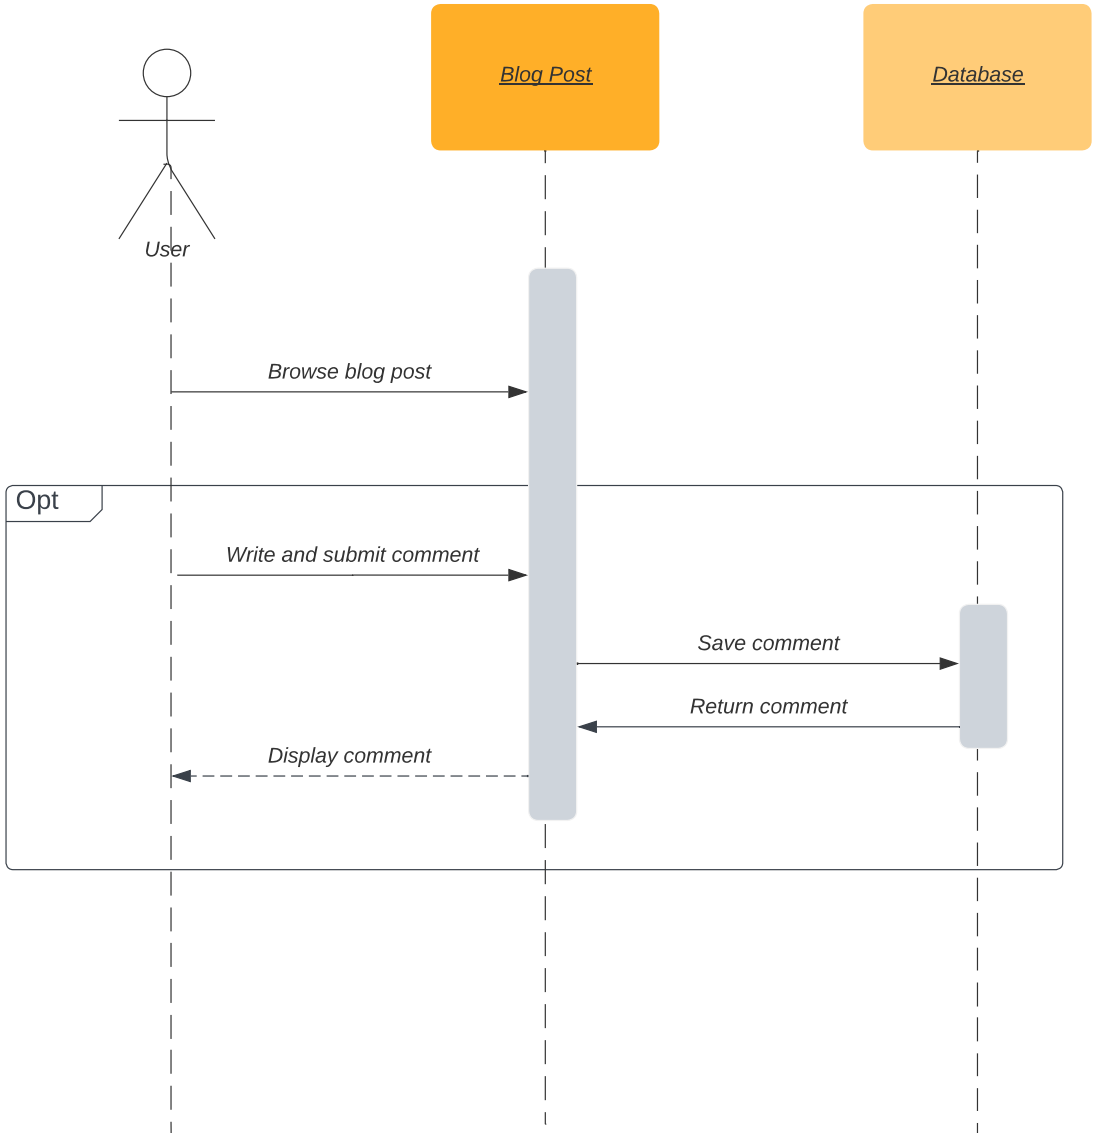 Blog Post
Database
User
Browse blog post
Opt
Write and submit comment
Save comment
Return comment
Display comment